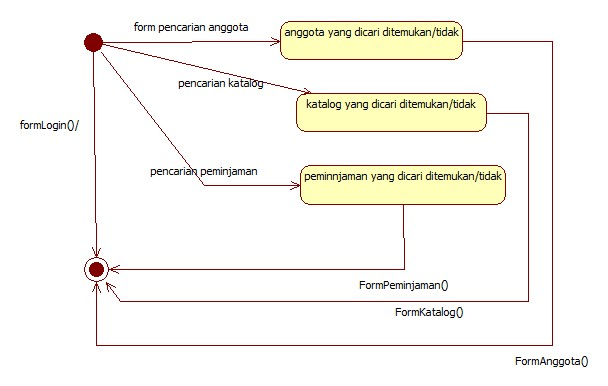 form pencarian anggota
anggota yang dicari ditemukan/tidak
pencarian katalog
katalog yang dicari ditemukan/tidak
formLogin()/
pencarian peminjaman
peminnjaman yang dicari ditemukan/tidak
FormPeminjaman()
FormKatalog()
FormAnggota()